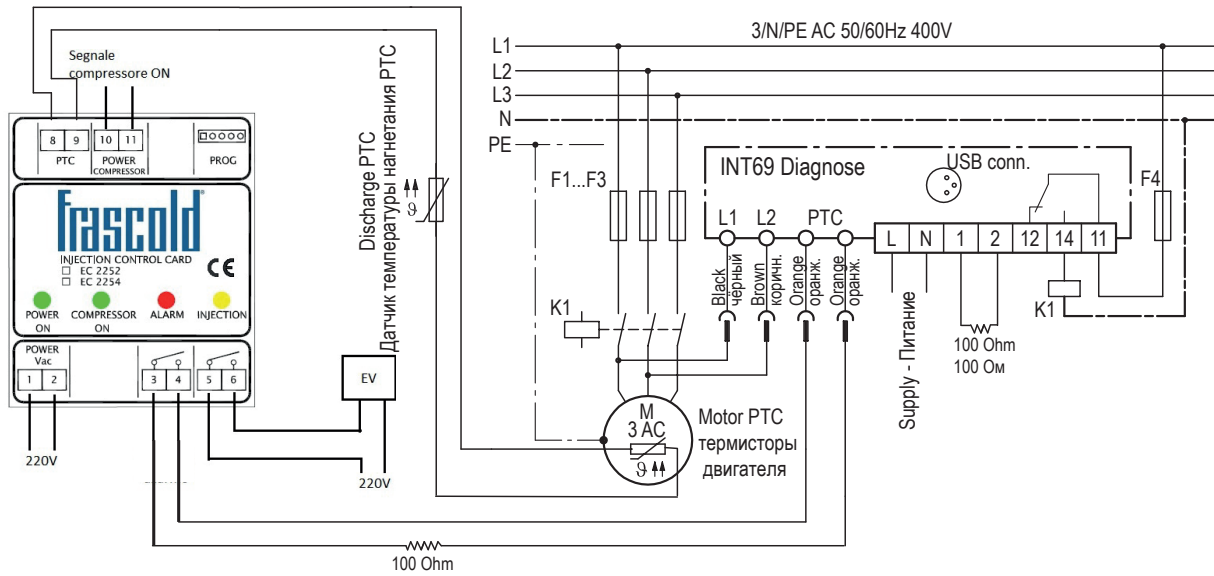 Segnale
compressore ON
8 9
PTC
10 11
POWER
COMPRESSOR
PROG
frascold
INJECTION CONTROL CARD
EC 2252
EC 2254
CE
POWER
ON
COMPRESSOR
ON
ALARM
INJECTION
POWER
Vac
1 2
3 4
5 6
220V
EV
220V
Discharge PTC
Датчик температуры нагнетания PTC
ϑ
100 Ohm
3/N/PE AC 50/60Hz 400V
L1
L2
L3
N
PE
F1...F3
K1
INT69 Diagnose
USB conn.
F4
L1 L2 PTC
L N 1 2 12 14 11
Black
чёрный
Brown
коричн.
Orange
оранж.
Orange
оранж.
Supply - Питание
100 Ohm
100 Ом
K1
M
3 AC
ϑ
Motor PTC
термисторы
двигателя